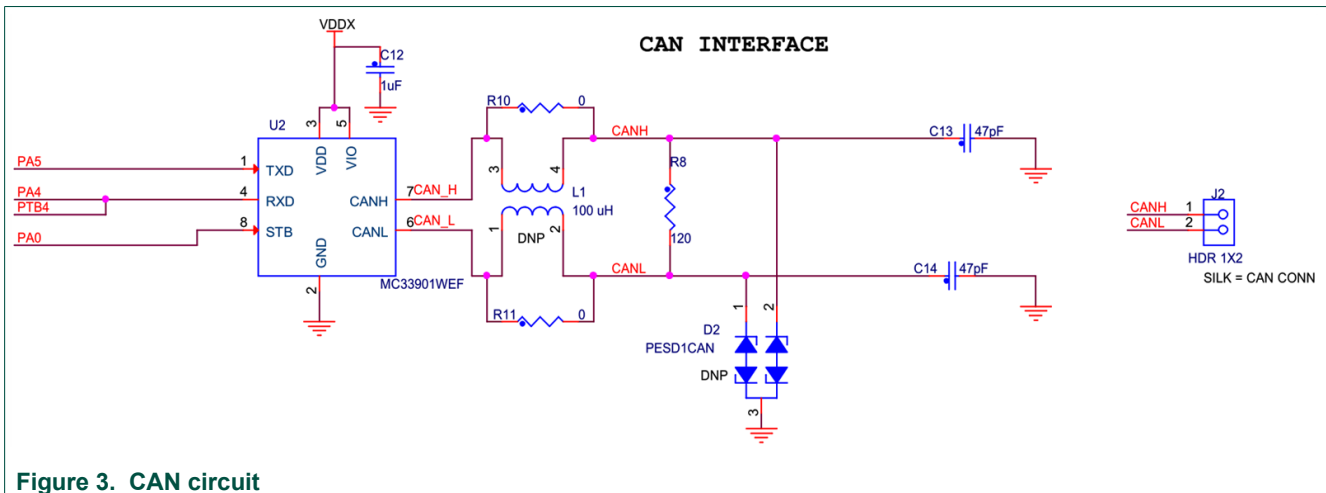 CAN INTERFACE
VDDX
C12
1uF
U2
3
5
VDD
VIO
PA5
1
TXD
PA4
4
RXD
PTB4
PA0
8
STB
GND
2
CANH
7
CAN_H
CANL
6
CAN_L
MC33901WEF
R10
0
3
4
L1
100 uH
1
2
DNP
R11
0
CANH
R8
120
CANL
C13
47pF
C14
47pF
1
2
D2
PESD1CAN
DNP
3
J2
CANH
1
CANL
2
HDR 1X2
SILK = CAN CONN
Figure 3. CAN circuit